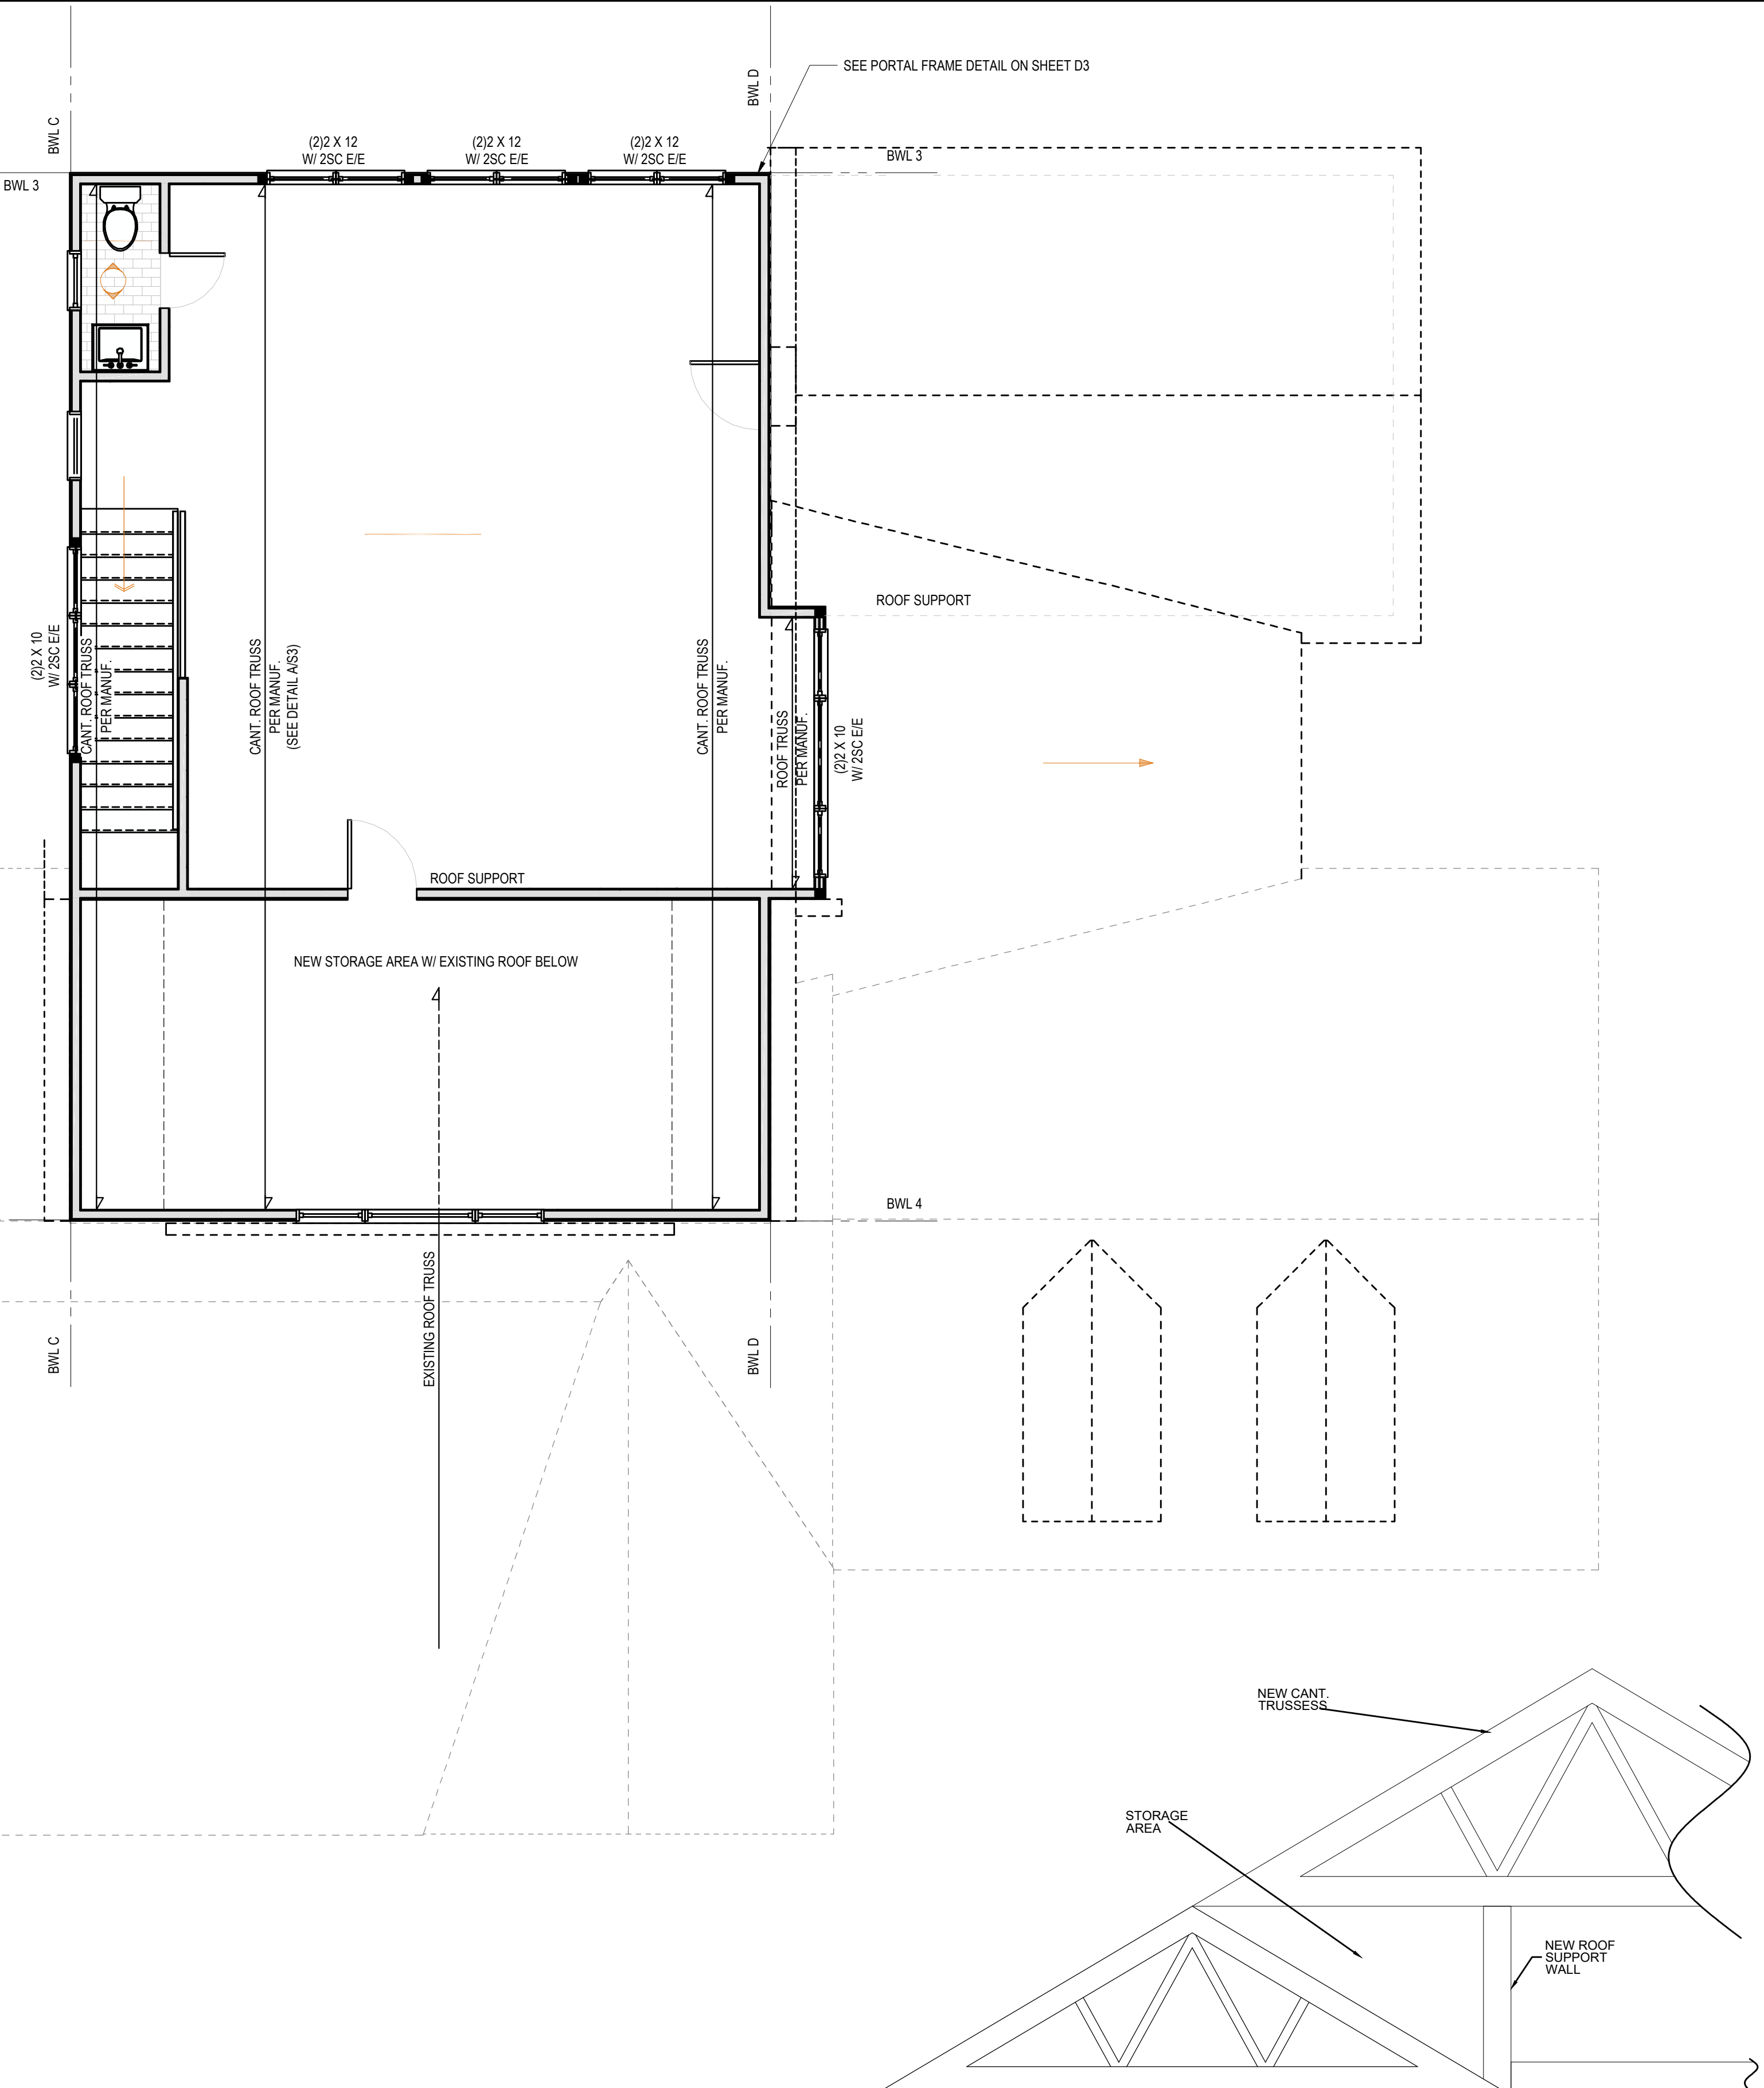 SEE PORTAL FRAME DETAIL ON SHEET D3
BWL D
BWL C
(2)2 X 12
W/ 2SC E/E
(2)2 X 12
W/ 2SC E/E
(2)2 X 12
W/ 2SC E/E
BWL 3
BWL 3
ROOF SUPPORT
(2)2 X 10
W/ 2SC E/E
CANT. ROOF TRUSS
PER MANUF.
CANT. ROOF TRUSS
PER MANUF.
(SEE DETAIL A/S3)
CANT. ROOF TRUSS
PER MANUF.
ROOF TRUSS
PER MANUF.
(2)2 X 10
W/ 2SC E/E
ROOF SUPPORT
NEW STORAGE AREA W/ EXISTING ROOF BELOW
BWL 4
EXISTING ROOF TRUSS
BWL C
BWL D
NEW CANT.
TRUSSESS
STORAGE
AREA
NEW ROOF
SUPPORT
WALL